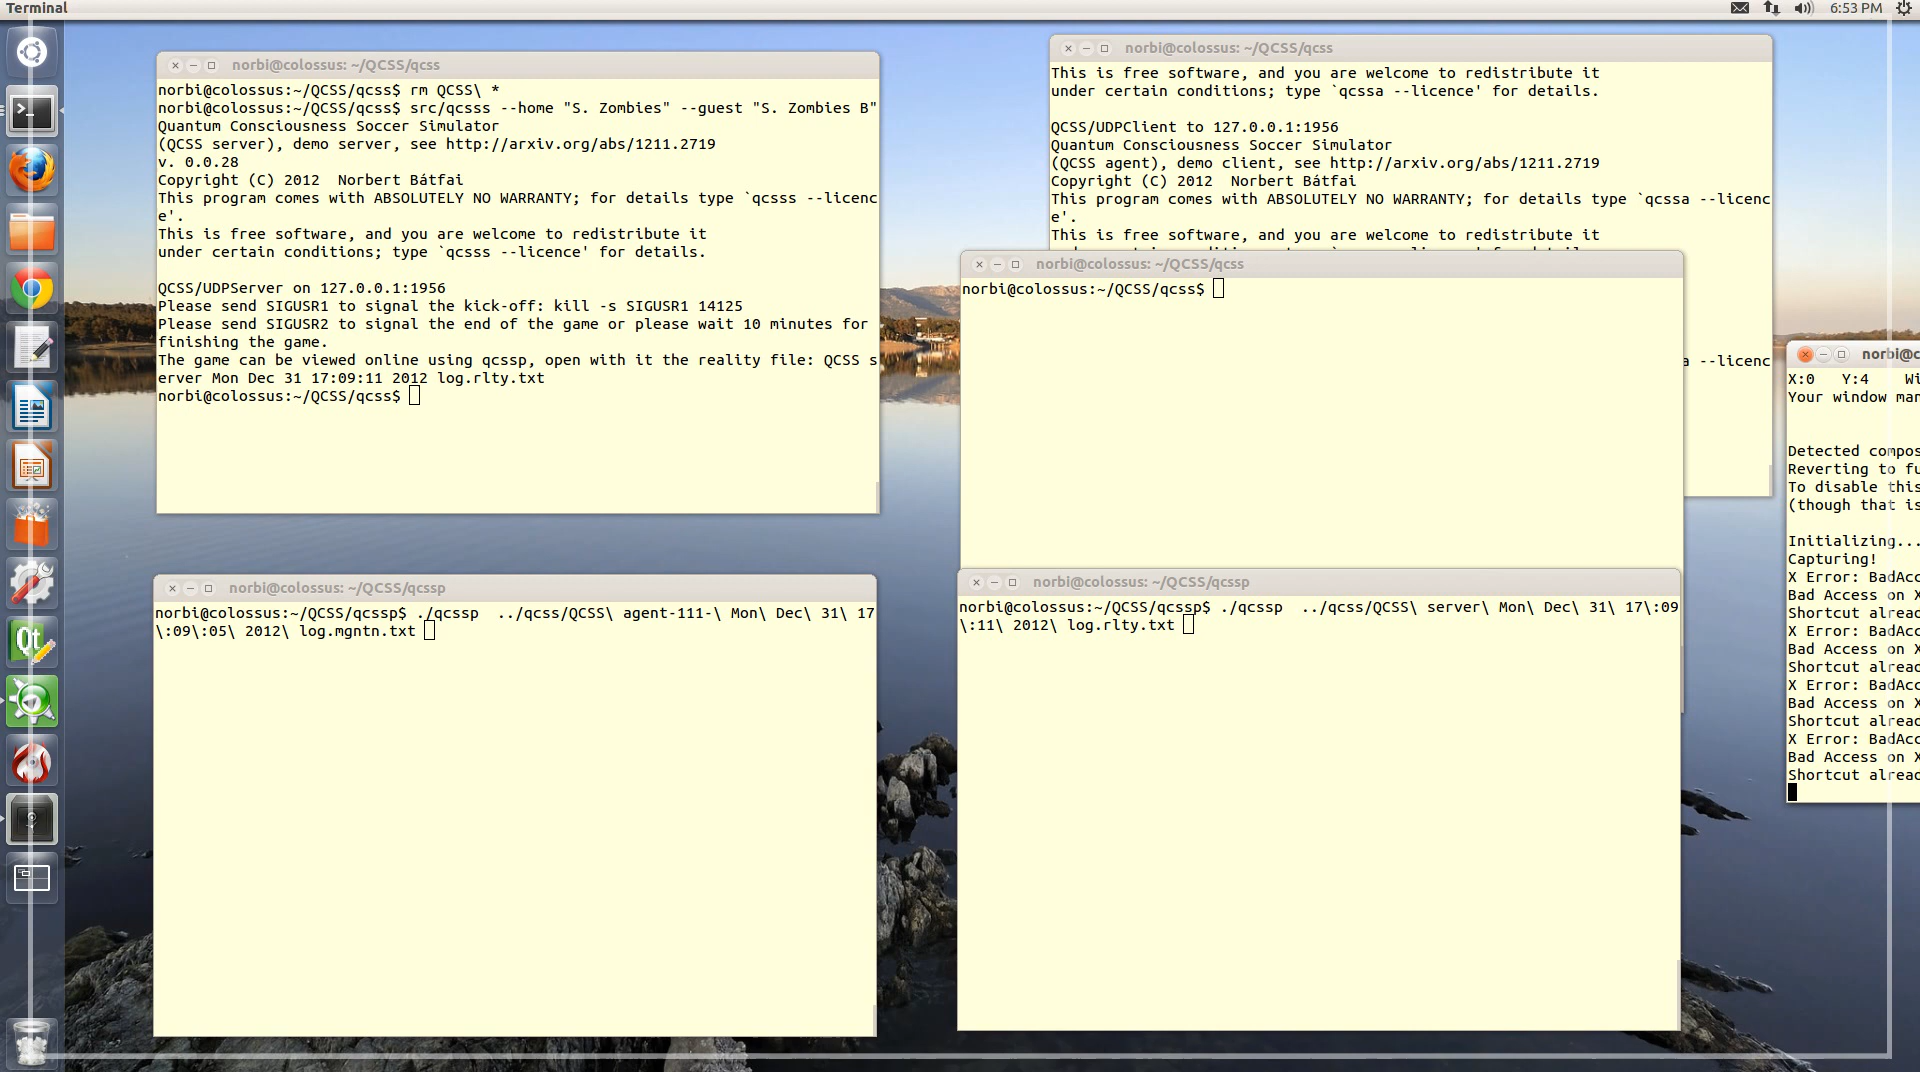 Terminal
6:53 PM
norbi@colossus: ~/QCSS/qcss
norbi@colossus:~/QCSS/qcss$ rm QCSS\ *
norbi@colossus:~/QCSS/qcss$ src/qcsss --home "S. Zombies" --guest "S. Zombies B"
Quantum Consciousness Soccer Simulator
(QCSS server), demo server, see http://arxiv.org/abs/1211.2719
v. 0.0.28
Copyright (C) 2012  Norbert Bátfai
This program comes with ABSOLUTELY NO WARRANTY; for details type `qcsss --licenc
e'.
This is free software, and you are welcome to redistribute it
under certain conditions; type `qcsss --licence' for details.
QCSS/UDPServer on 127.0.0.1:1956
Please send SIGUSR1 to signal the kick-off: kill -s SIGUSR1 14125
Please send SIGUSR2 to signal the end of the game or please wait 10 minutes for
finishing the game.
The game can be viewed online using qcssp, open with it the reality file: QCSS s
erver Mon Dec 31 17:09:11 2012 log.rlty.txt
norbi@colossus:~/QCSS/qcss$
norbi@colossus: ~/QCSS/qcss
This is free software, and you are welcome to redistribute it
under certain conditions; type `qcssa --licence' for details.
QCSS/UDPClient to 127.0.0.1:1956
Quantum Consciousness Soccer Simulator
(QCSS agent), demo client, see http://arxiv.org/abs/1211.2719
Copyright (C) 2012  Norbert Bátfai
This program comes with ABSOLUTELY NO WARRANTY; for details type `qcssa --licenc
e'.
This is free software, and you are welcome to redistribute it
a --licenc
norbi@colossus: ~/QCSS/qcss
norbi@colossus:~/QCSS/qcss$
norbi@colossus: ~/QCSS/qcssp
norbi@colossus:~/QCSS/qcssp$ ./qcssp  ../qcss/QCSS\ agent-111-\ Mon\ Dec\ 31\ 17
\:09\:05\ 2012\ log.mgntn.txt
norbi@colossus: ~/QCSS/qcssp
norbi@colossus:~/QCSS/qcssp$ ./qcssp  ../qcss/QCSS\ server\ Mon\ Dec\ 31\ 17\:09
\:11\ 2012\ log.rlty.txt
norbi@c
X:0   Y:4    Wi
Your window man
Detected compos
Reverting to fu
To disable this
(though that is
Initializing...
Capturing!
X Error: BadAcc
Bad Access on X
Shortcut alreac
X Error: BadAcc
Bad Access on X
Shortcut alreac
X Error: BadAcc
Bad Access on X
Shortcut alreac
X Error: BadAcc
Bad Access on X
Shortcut alreac